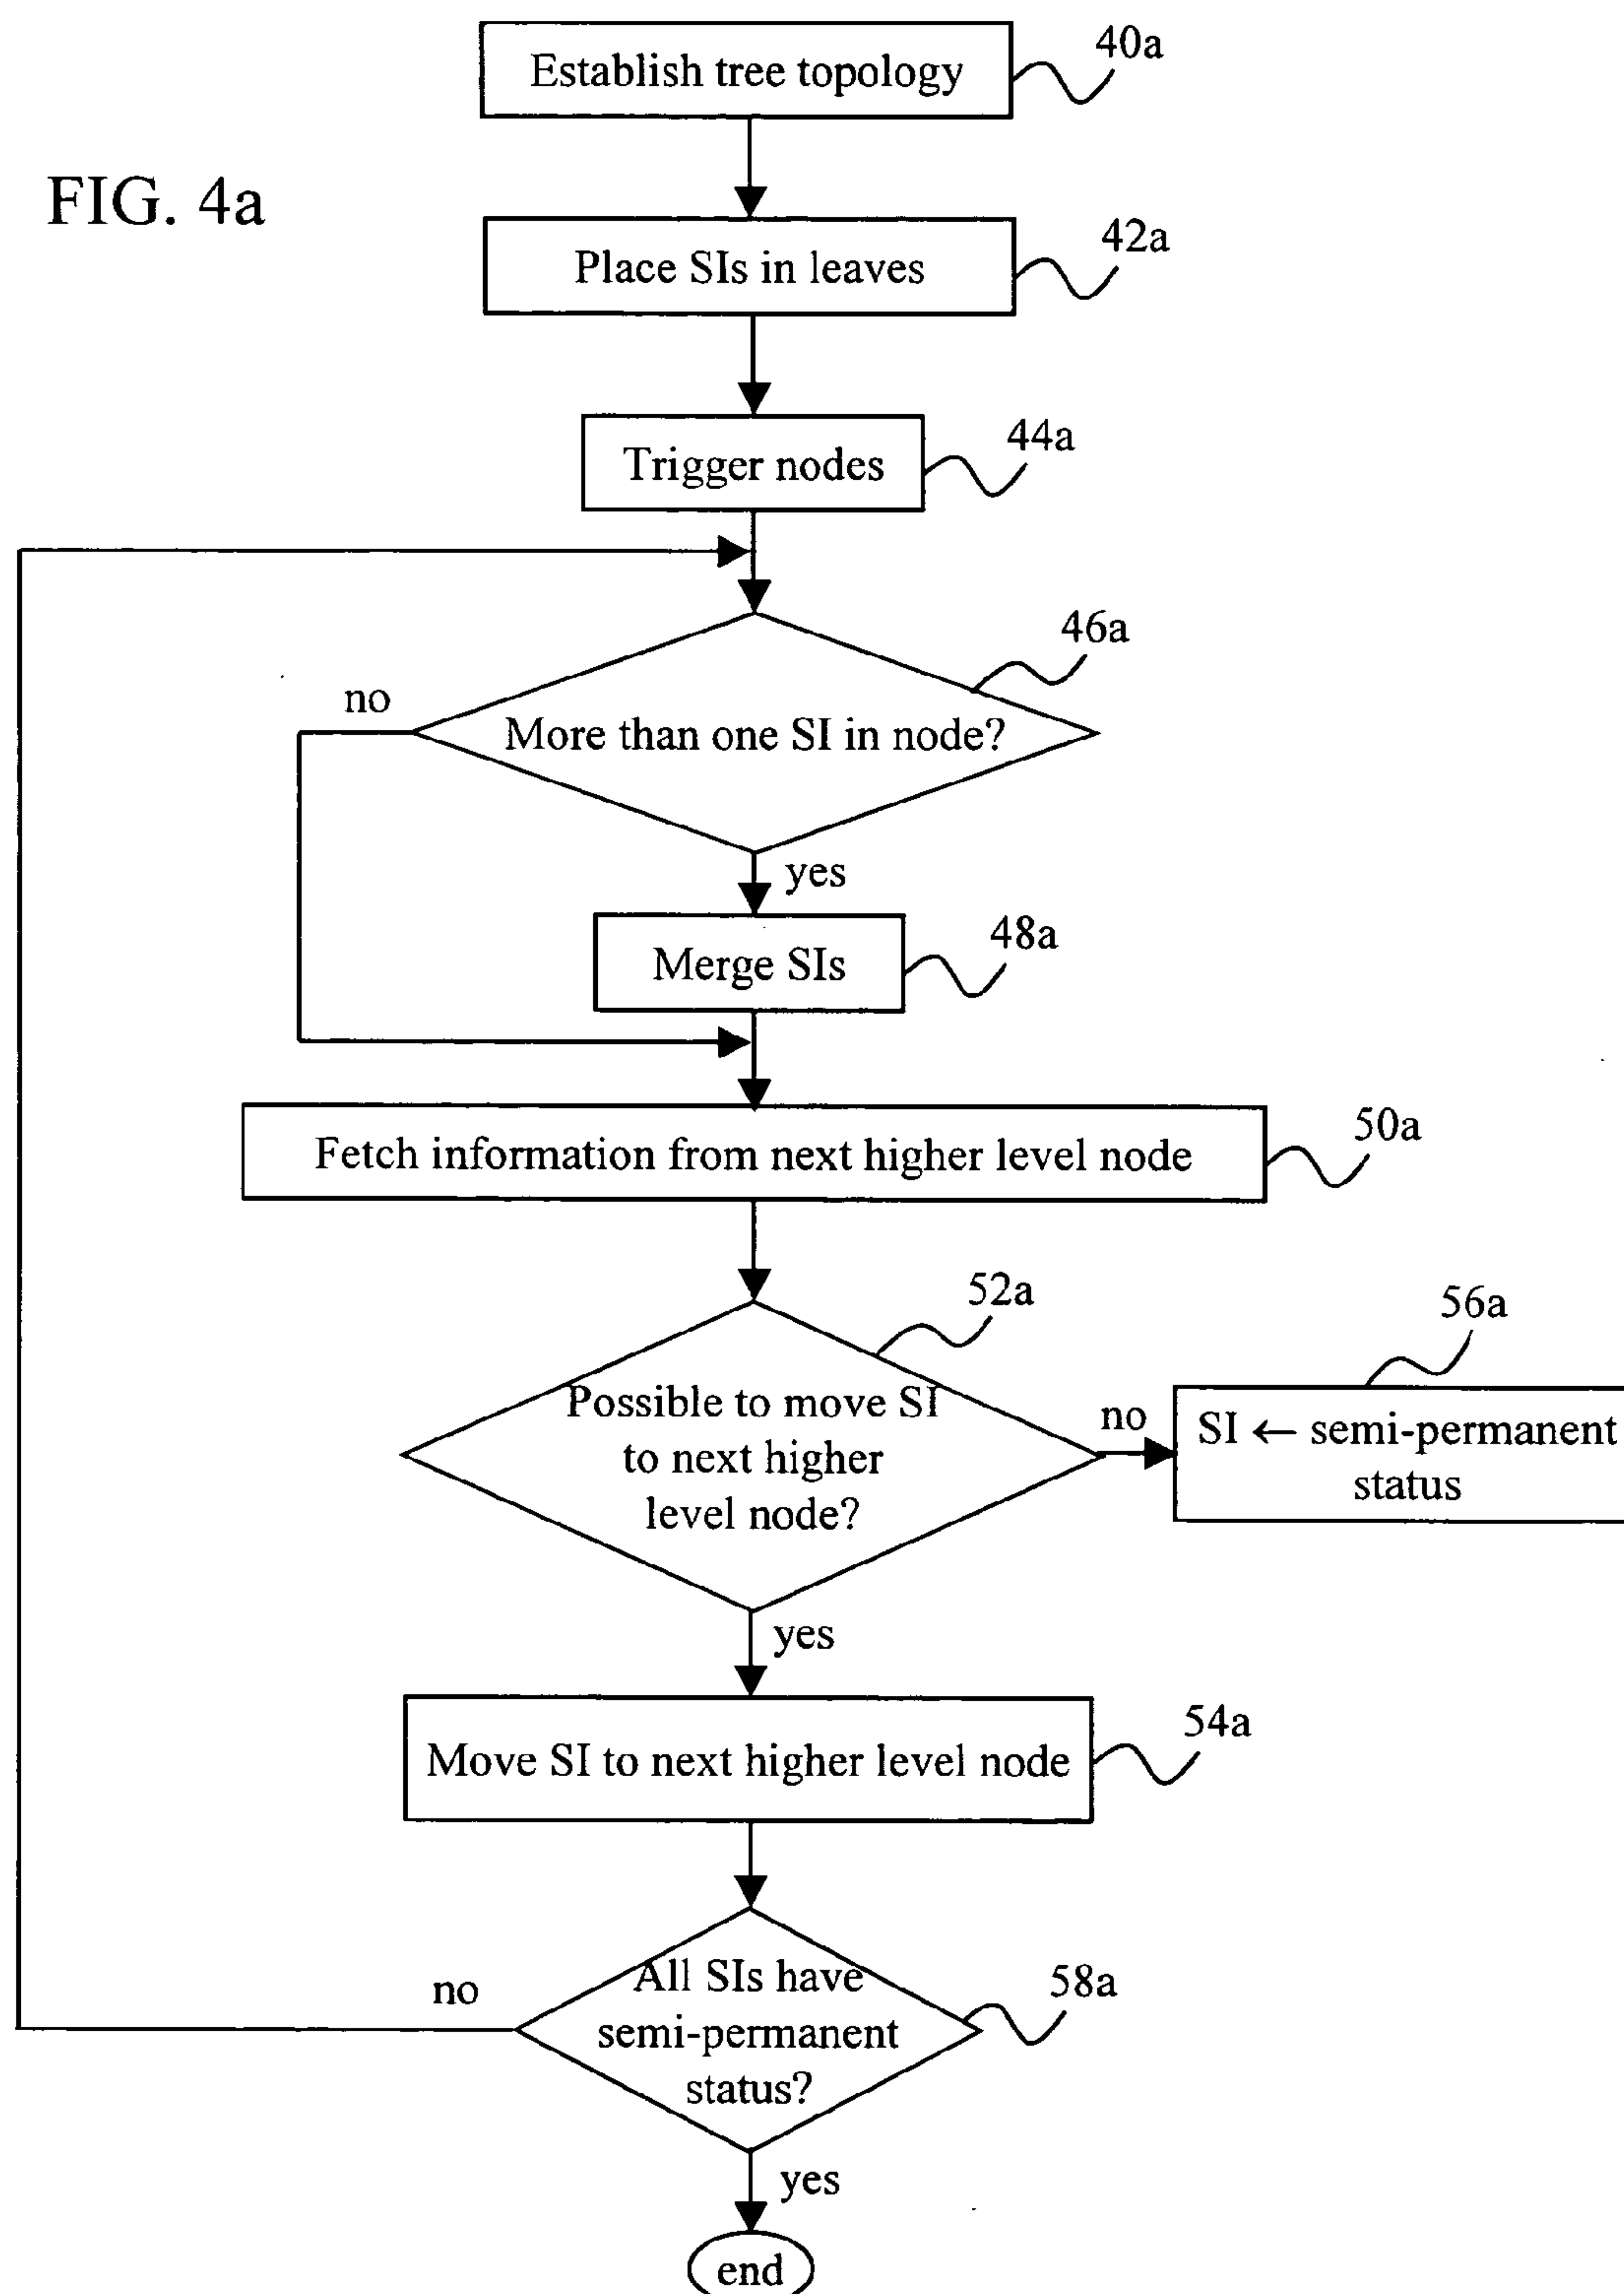 Establish tree topology
40a
FIG. 4a
Place SIs in leaves
42a
Trigger nodes
44a
46a
no
More than one SI in node?
yes
Merge SIs
48a
Fetch information from next higher level node
50a
52a
56a
Possible to move SI
to next higher
level node?
no
SI ← semi-permanent
status
yes
Move SI to next higher level node
54a
All SIs have
semi-permanent
status?
58a
no
yes
end